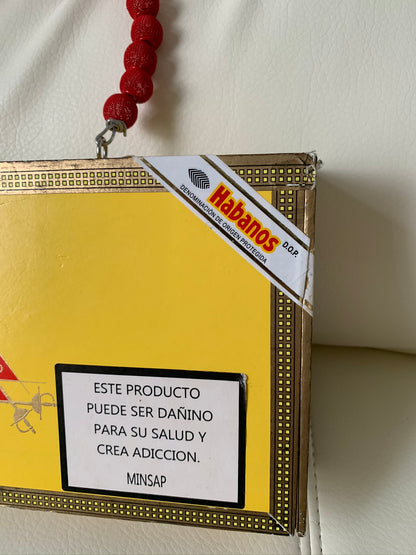 Habanos
D.O.P.
DENOMINACIÓN DE ORIGEN PROTEGIDA
ESTE PRODUCTO
PUEDE SER DAÑINO
PARA SU SALUD Y
CREA ADICCION.
MINSAP